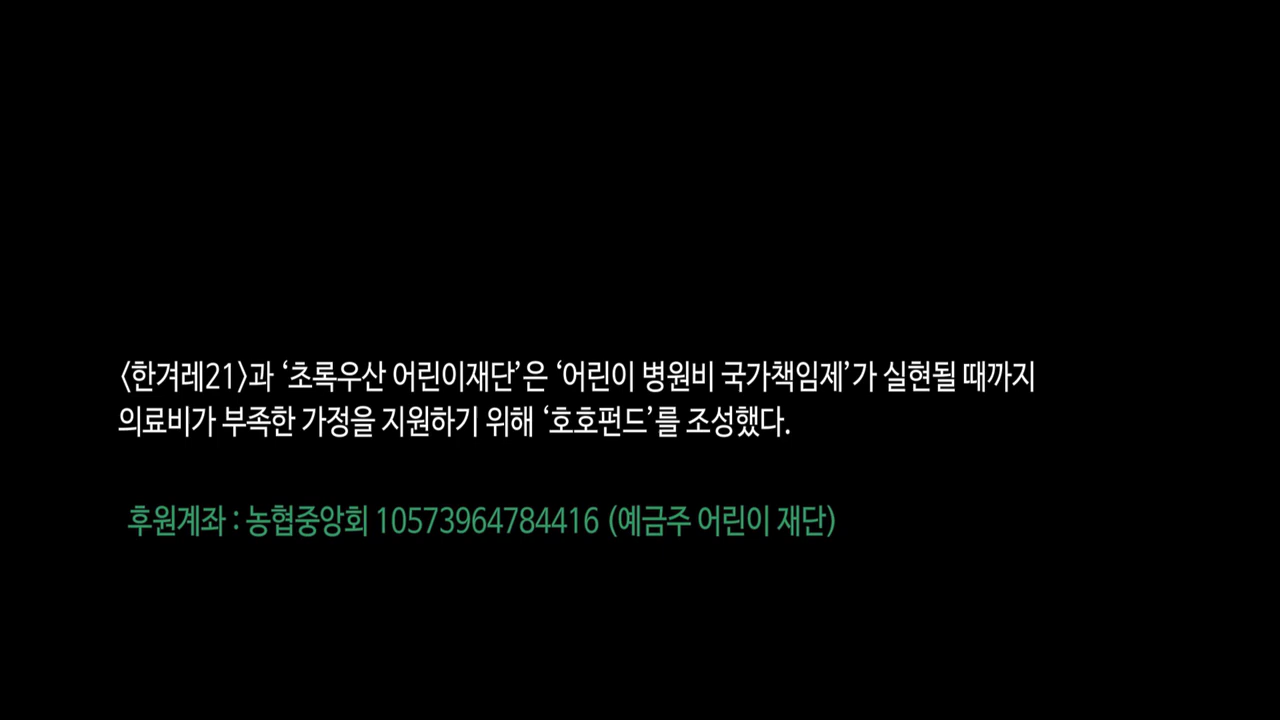 〈한겨레21〉과 ‘초록우산 어린이재단’은 ‘어린이 병원비 국가책임제’가 실현될 때까지
의료비가 부족한 가정을 지원하기 위해 ‘호호펀드’를 조성했다.
후원계좌 : 농협중앙회 10573964784416 (예금주 어린이 재단)